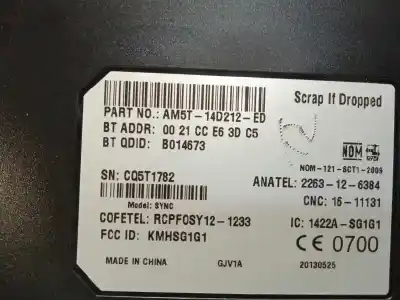 Scrap If Dropped
PART NO.: AM5T-14D212-ED
BT ADDR: 00 21 CC E6 3D C5
BT QDID: B014673
NOM
NOM-121-SCT1-2009
SN: CQ5T1782
ANATEL: 2263-12-6384
CNC: 16-11131
Model: SYNC
COFETEL: RCPFOSY12-1233
IC: 1422A-SG1G1
FCC ID: KMHSG1G1
CE 0700
MADE IN CHINA
GJV1A
20130525